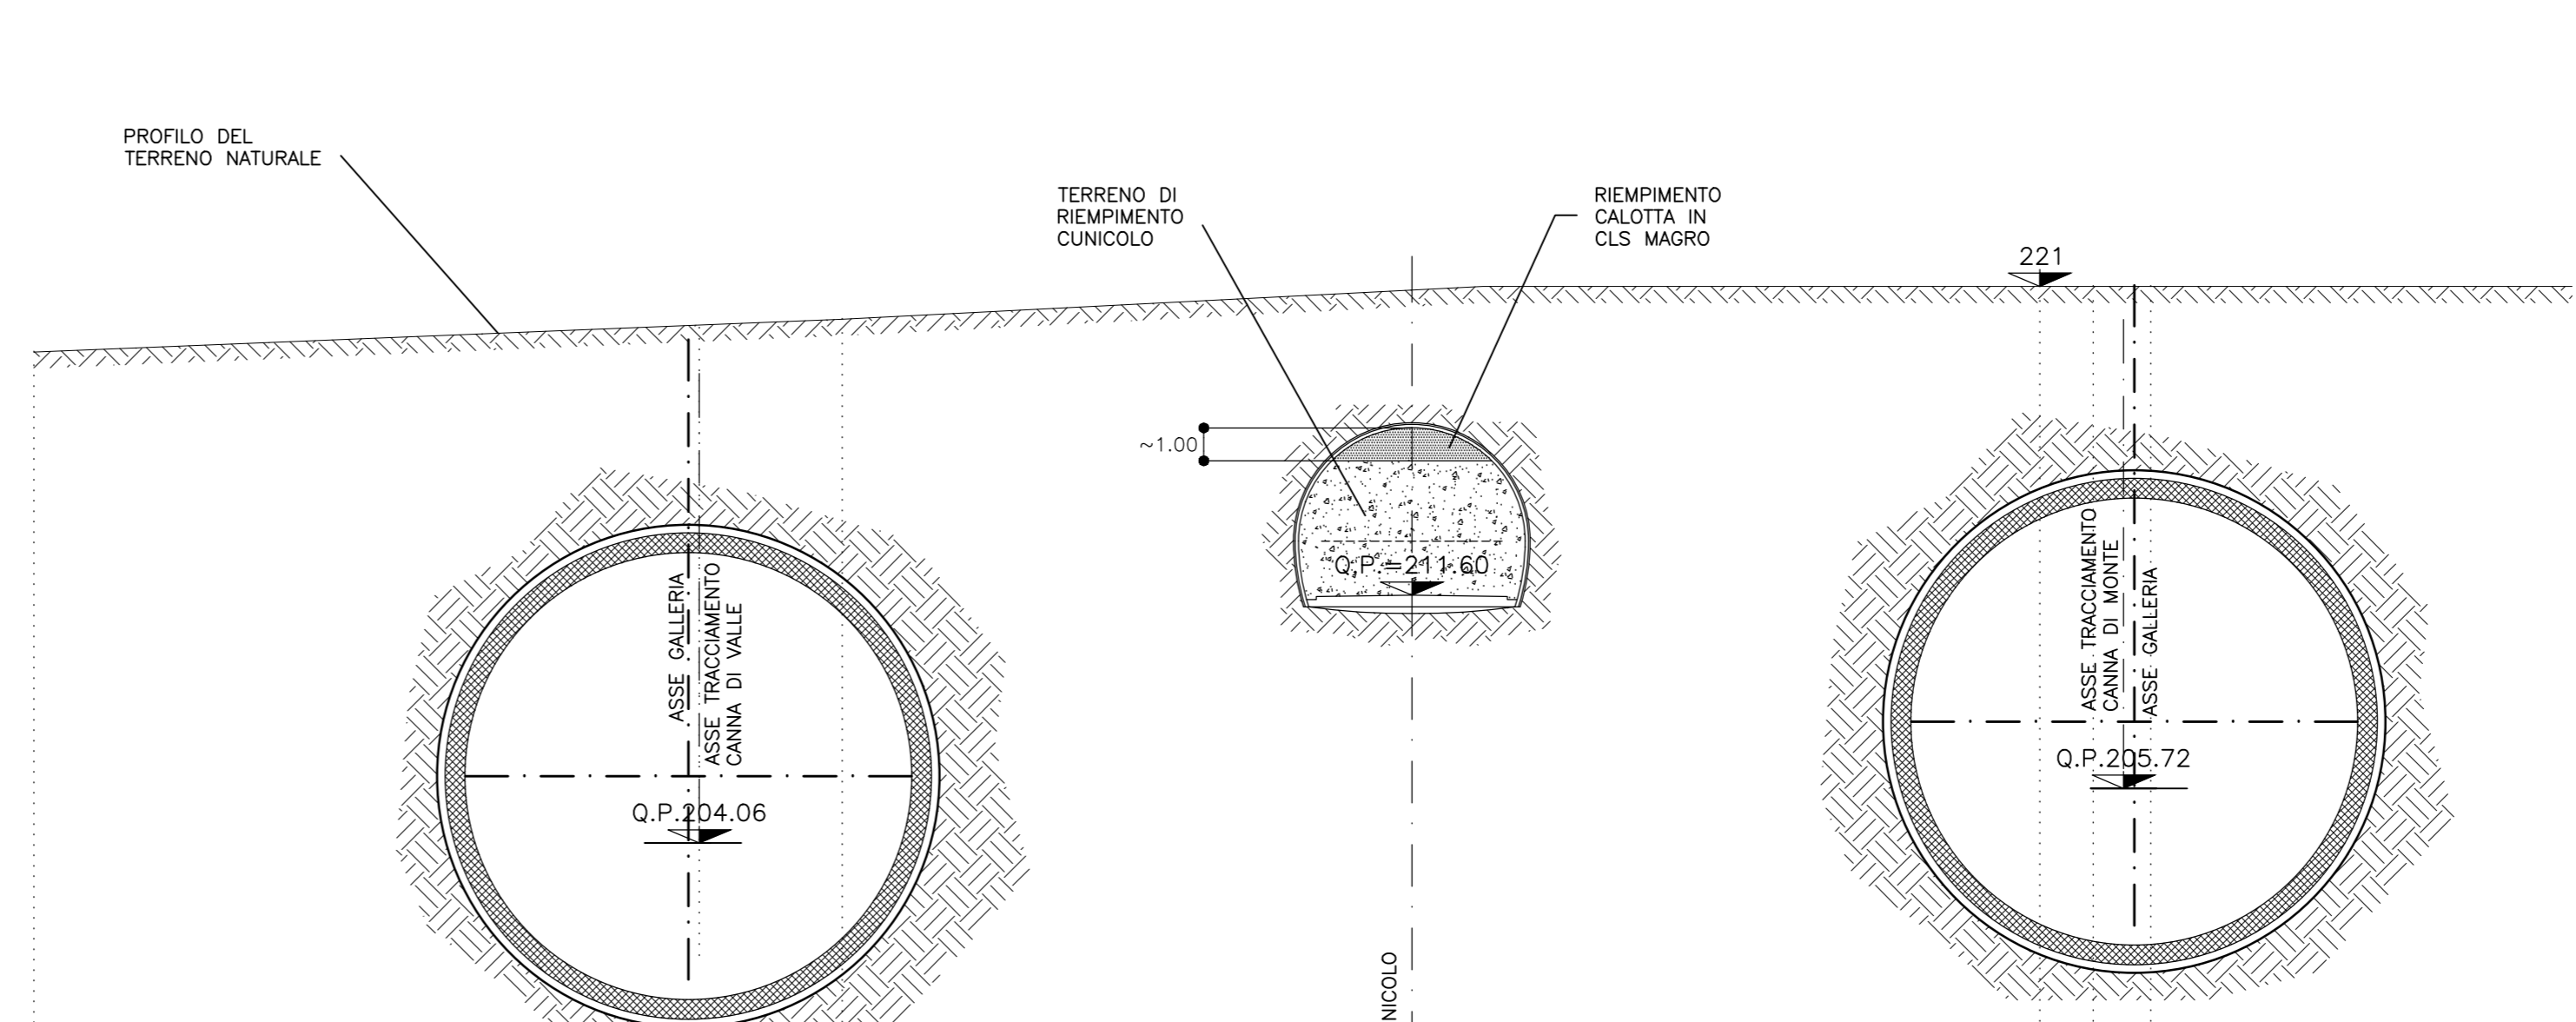 PROFILO DEL
TERRENO NATURALE
TERRENO DI
RIEMPIMENTO
CUNICOLO
RIEMPIMENTO
CALOTTA IN
CLS MAGRO
221
~1.00
Q.P.=211.60
ASSE GALLERIA
ASSE TRACCIAMENTO
CANNA DI VALLE
Q.P.204.06
ASSE TRACCIAMENTO
CANNA DI MONTE
ASSE GALLERIA
Q.P.205.72
NICOLO